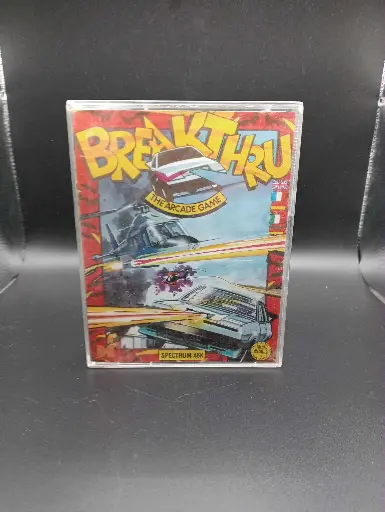 BREAKTHRU
THE ARCADE GAME
SPECTRUM 48K